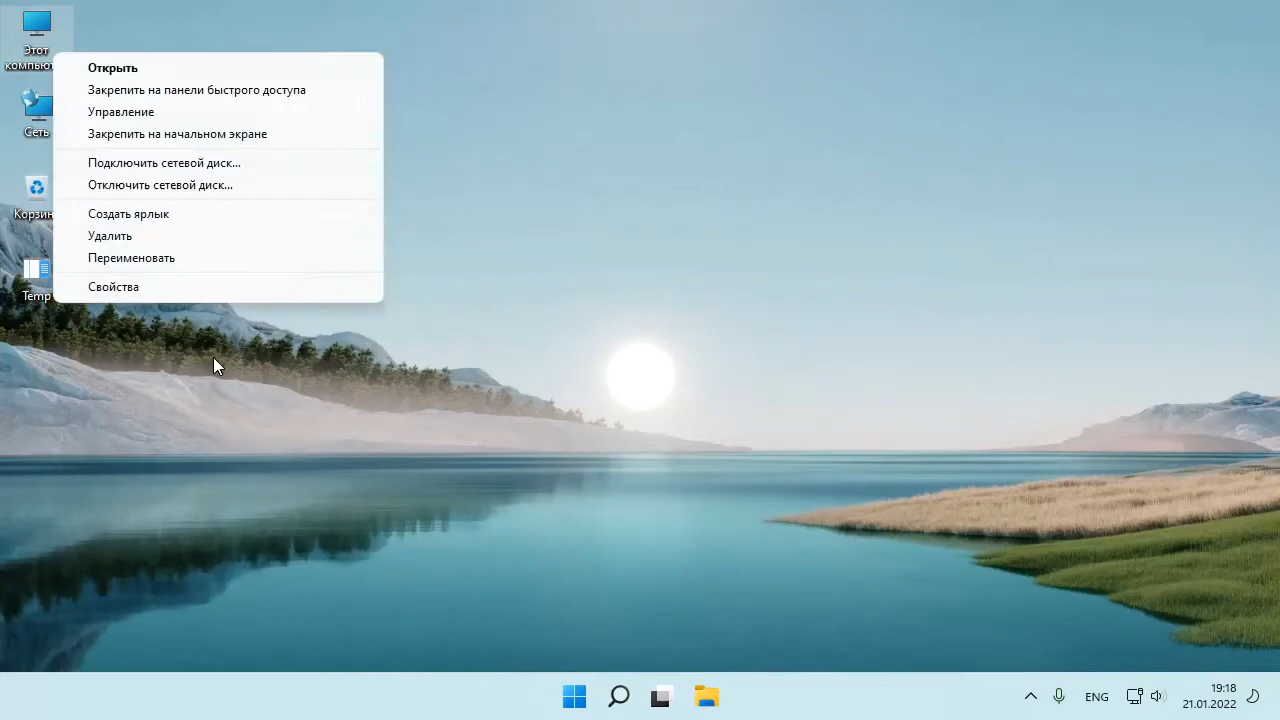 Этот
компьют
Открыть
Закрепить на панели быстрого доступа
Управление
Закрепить на начальном экране
Сеть
Подключить сетевой диск...
Отключить сетевой диск...
Корзин
Создать ярлык
Удалить
Переименовать
Свойства
Temp
ENG
19:18
21.01.2022